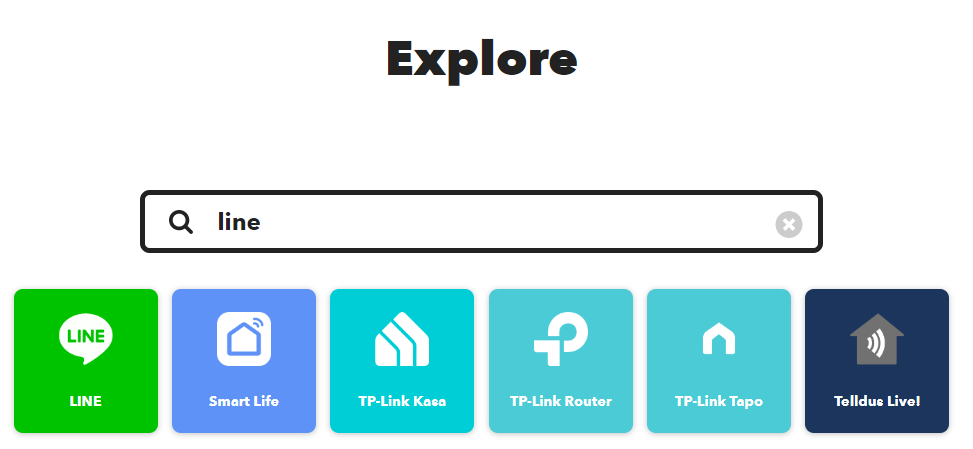 Explore
line
LINE
LINE
Smart Life
TP-Link Kasa
TP-Link Router
TP-Link Tapo
Telldus Live!